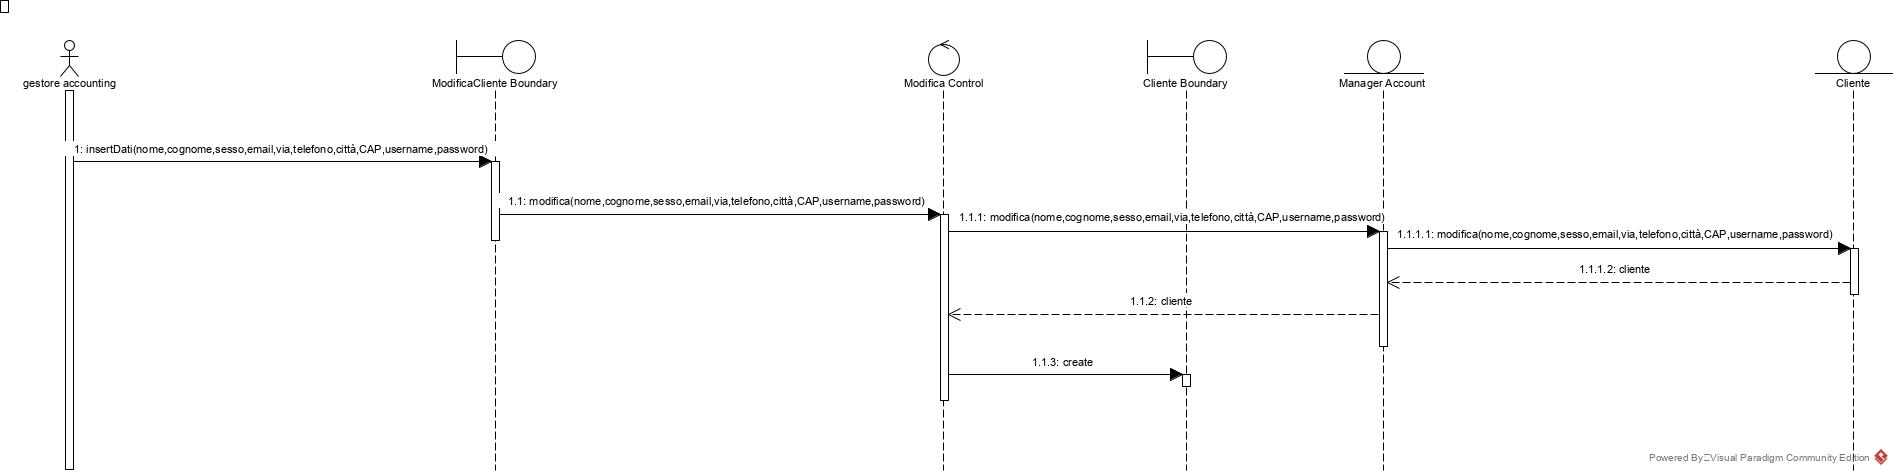 gestore accounting
ModificaCliente Boundary
Modifica Control
Cliente Boundary
Manager Account
Cliente
1: insertDati(nome,cognome,sesso,email,via,telefono,città,CAP,username,password)
1.1: modifica(nome,cognome,sesso,email,via,telefono,città,CAP,username,password)
1.1.1: modifica(nome,cognome,sesso,email,via,telefono,città,CAP,username,password)
1.1.1.1: modifica(nome,cognome,sesso,email,via,telefono,città,CAP,username,password)
1.1.1.2: cliente
1.1.2: cliente
1.1.3: create
Powered By Visual Paradigm Community Edition